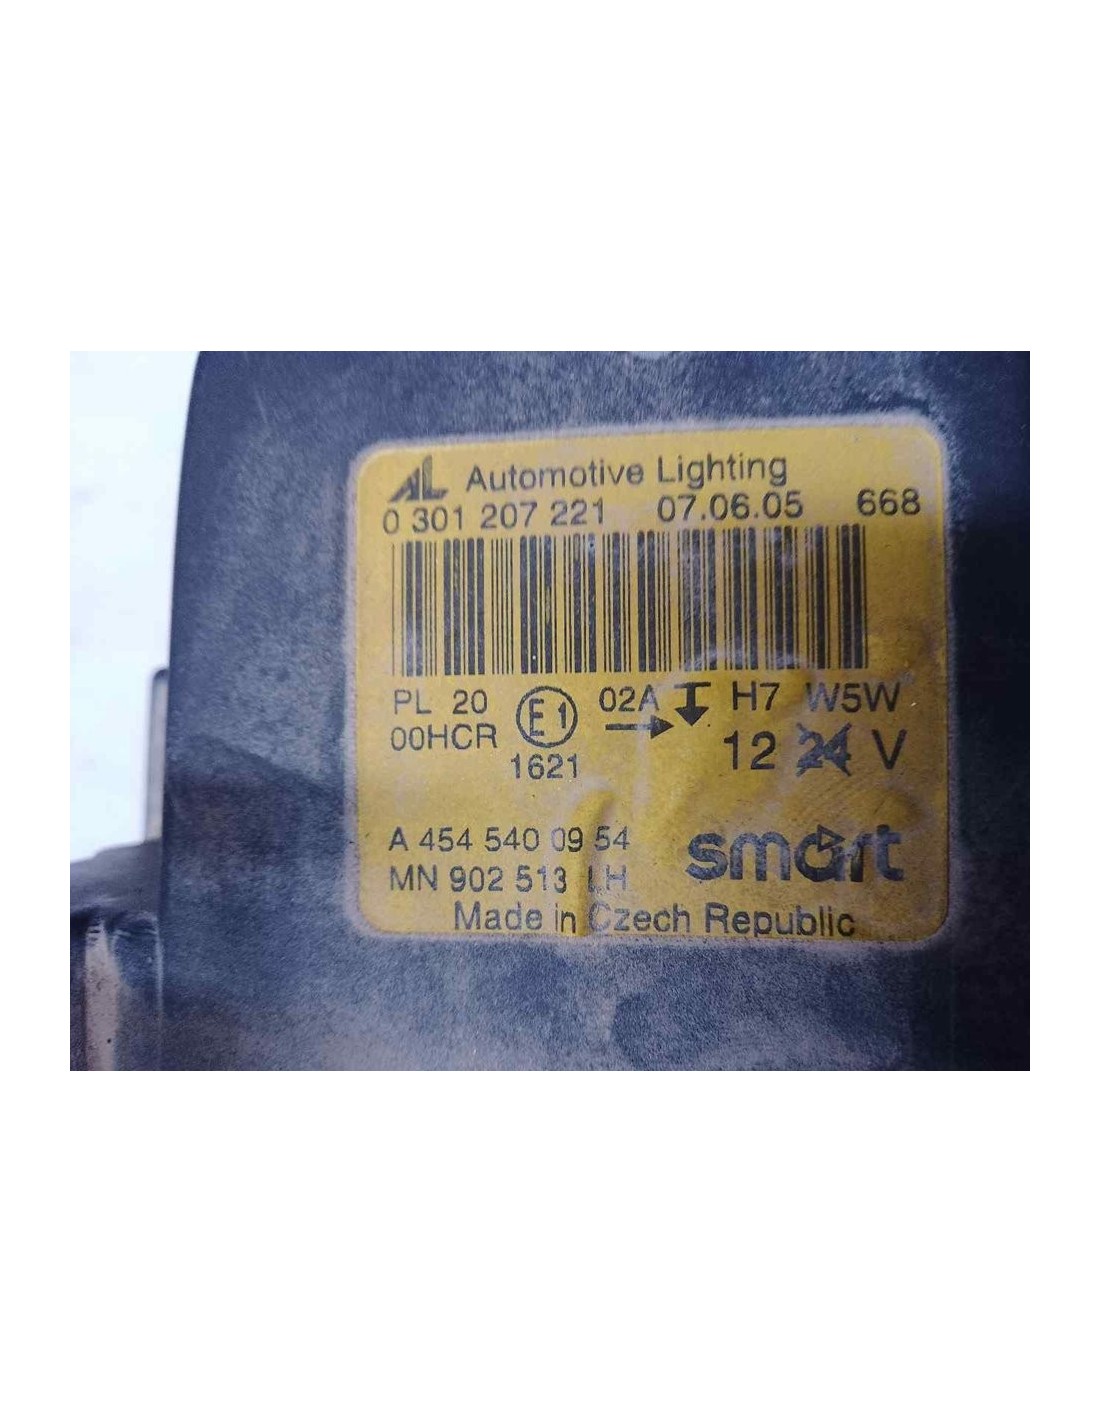 AL Automotive Lighting
0 301 207 221 07.06.05 668
PL 20 E1 02A H7 W5W
00HCR 1621 12 24 V
A 454 540 09 54 smart
MN 902 513 LH
Made in Czech Republic